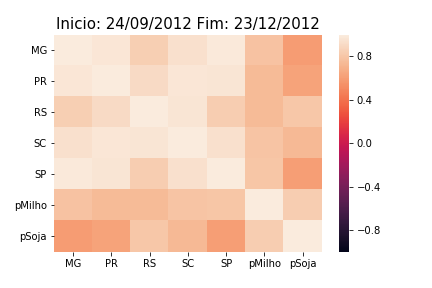 Inicio: 24/09/2012 Fim: 23/12/2012
MG
PR
RS
SC
SP
pMilho
pSoja
MG PR RS SC SP pMilho pSoja
0.8
0.4
0.0
−0.4
−0.8